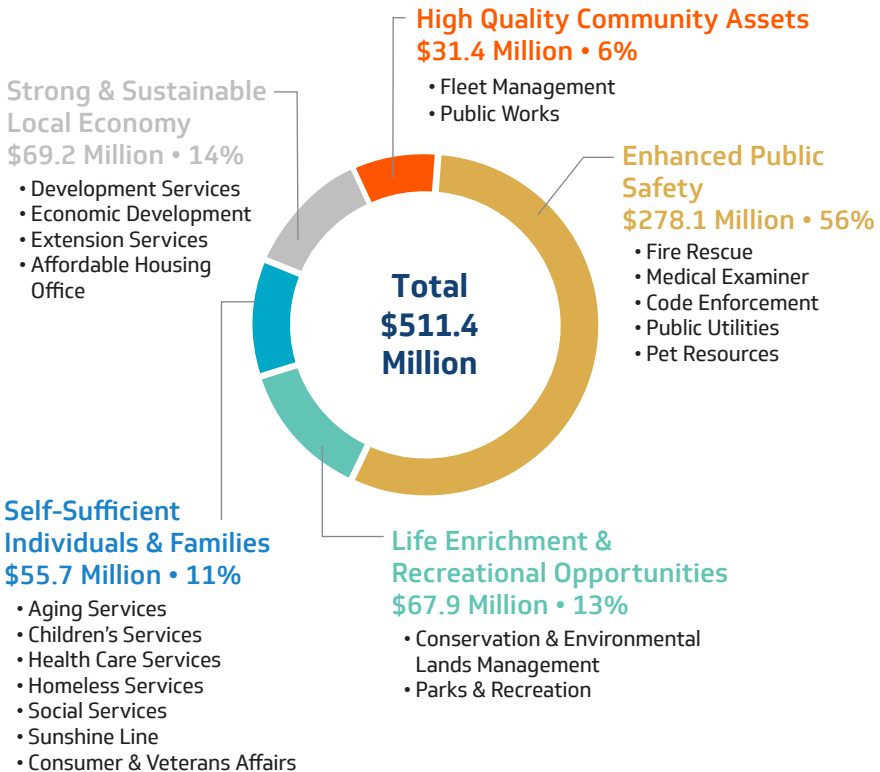 High Quality Community Assets
$31.4 Million • 6%
• Fleet Management
• Public Works
Strong & Sustainable
Local Economy
$69.2 Million • 14%
• Development Services
• Economic Development
• Extension Services
• Affordable Housing
Office
Enhanced Public
Safety
$278.1 Million • 56%
• Fire Rescue
• Medical Examiner
• Code Enforcement
• Public Utilities
• Pet Resources
Total
$511.4
Million
Self-Sufficient
Individuals & Families
$55.7 Million • 11%
• Aging Services
• Children's Services
• Health Care Services
• Homeless Services
• Social Services
• Sunshine Line
• Consumer & Veterans Affairs
Life Enrichment &
Recreational Opportunities
$67.9 Million • 13%
• Conservation & Environmental
Lands Management
• Parks & Recreation